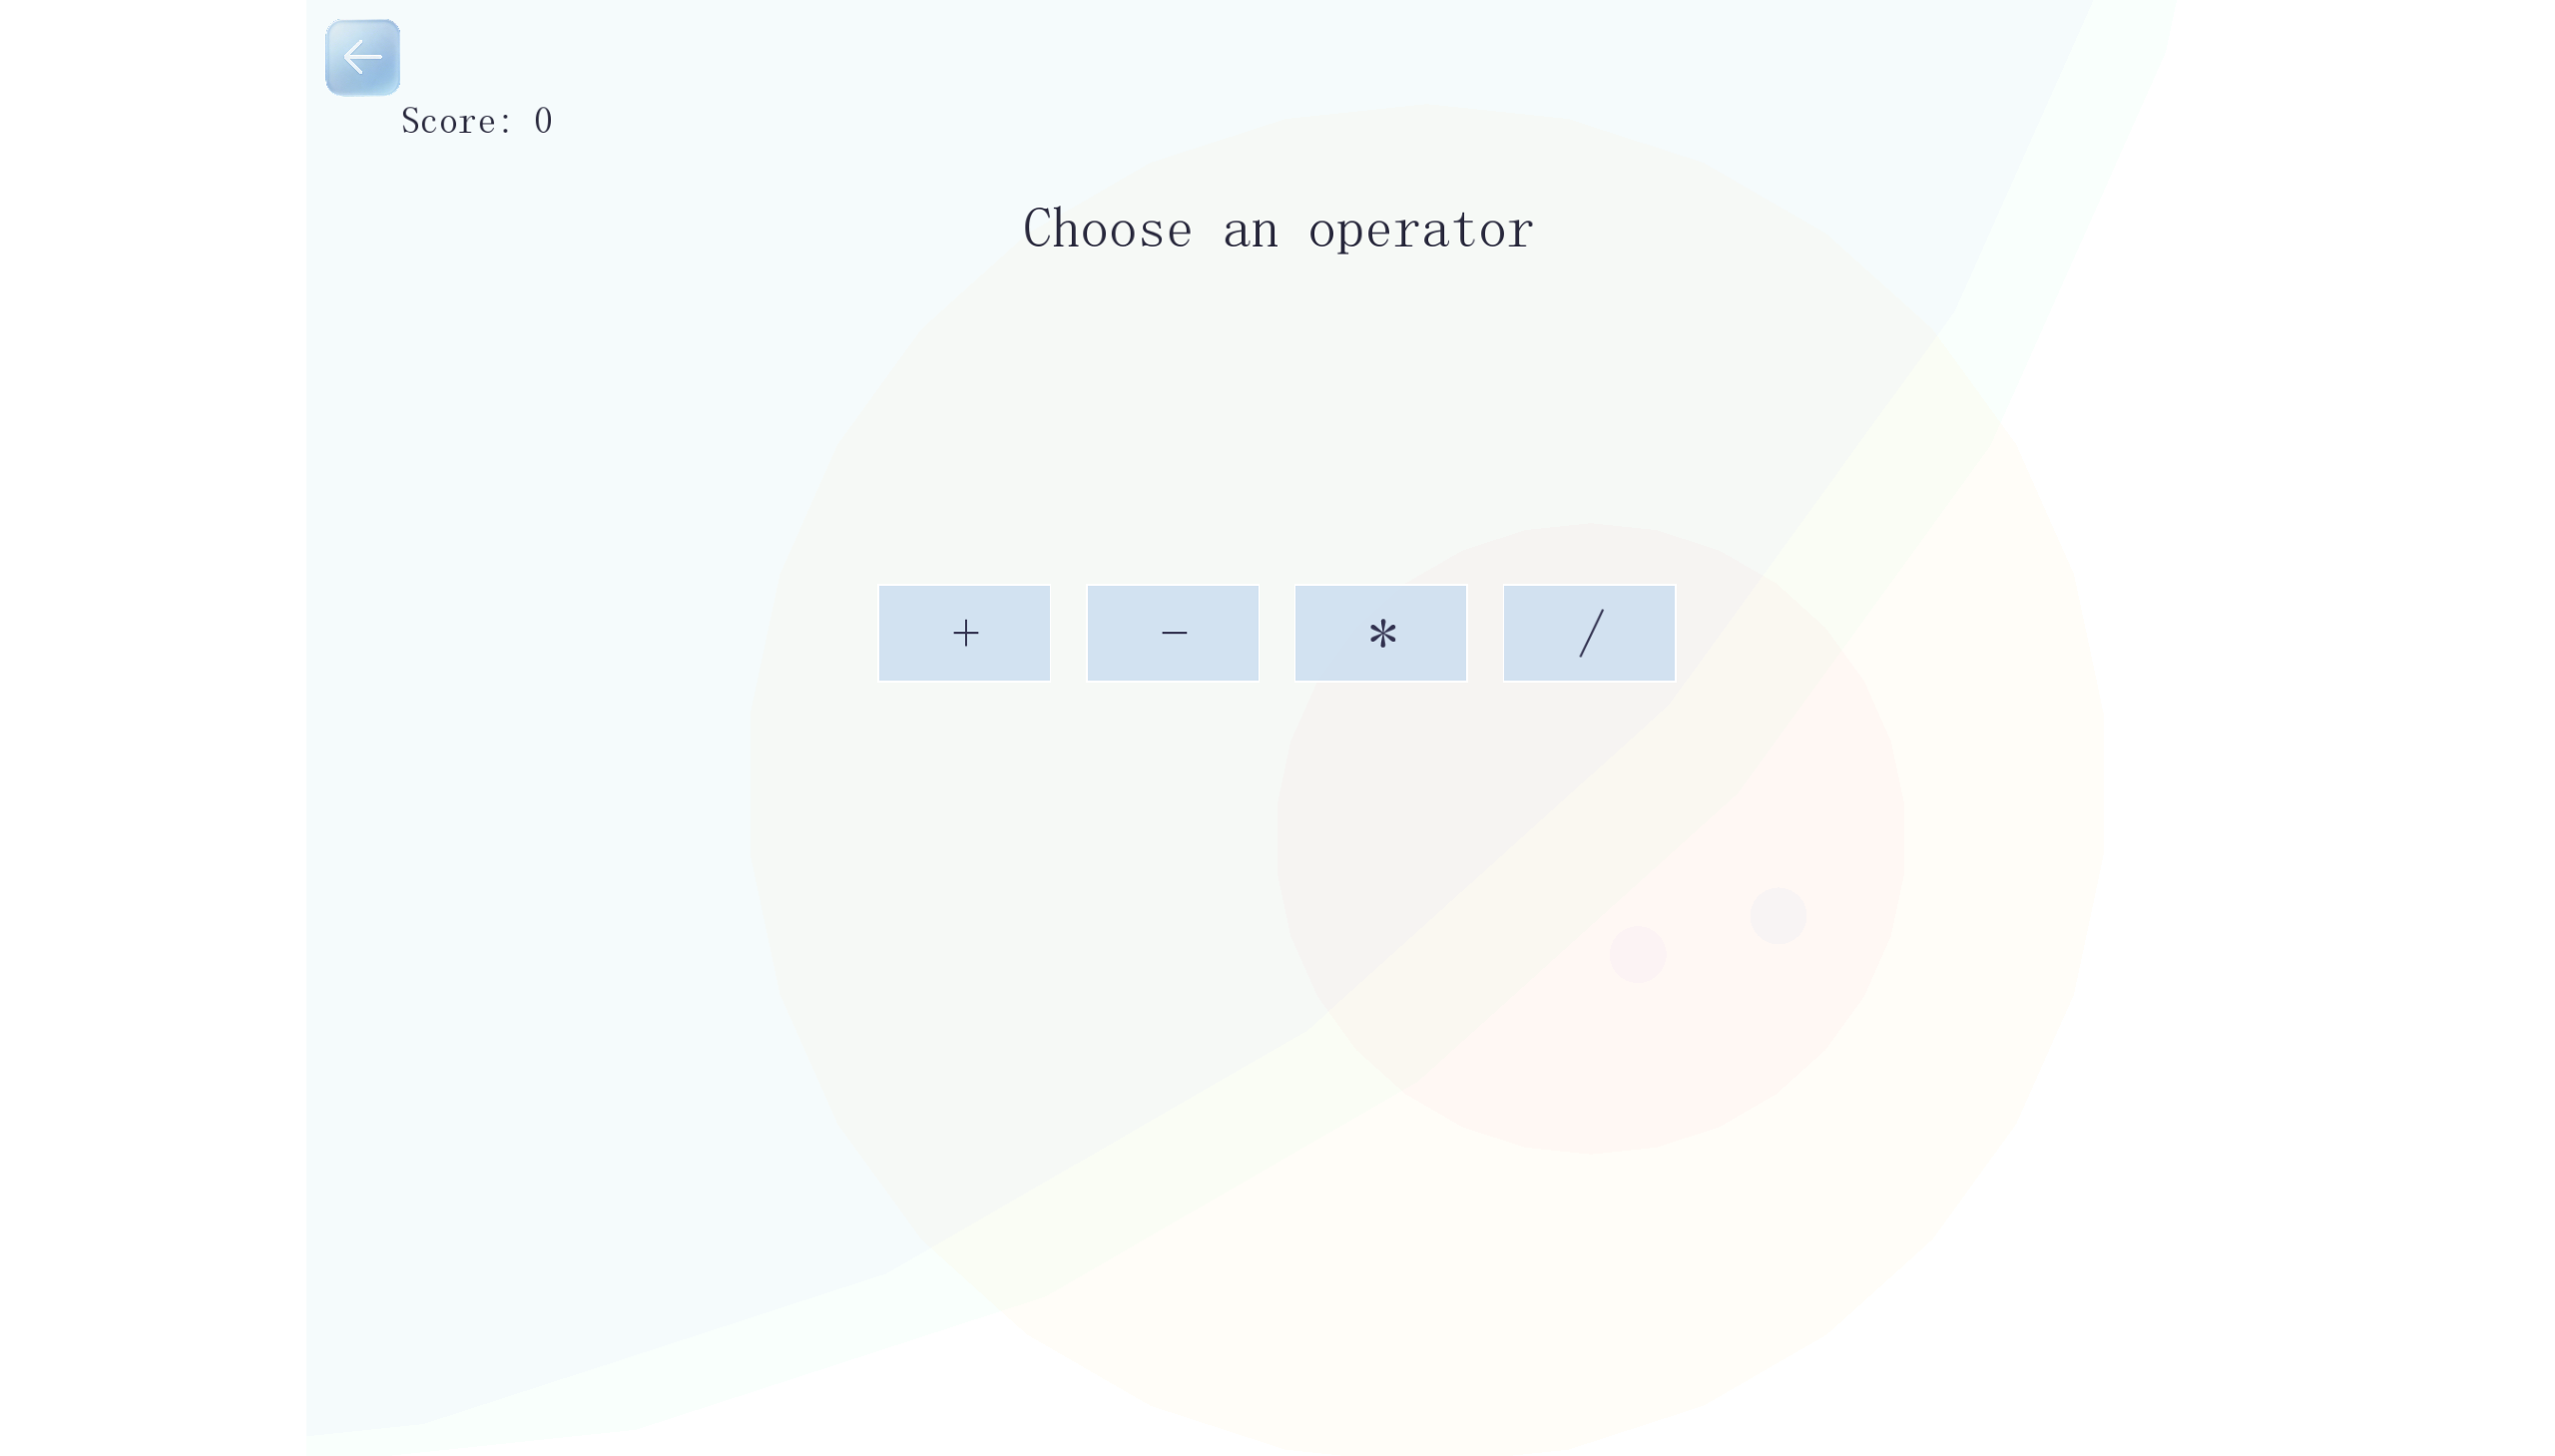 Score: 0
Choose an operator
+ - * /